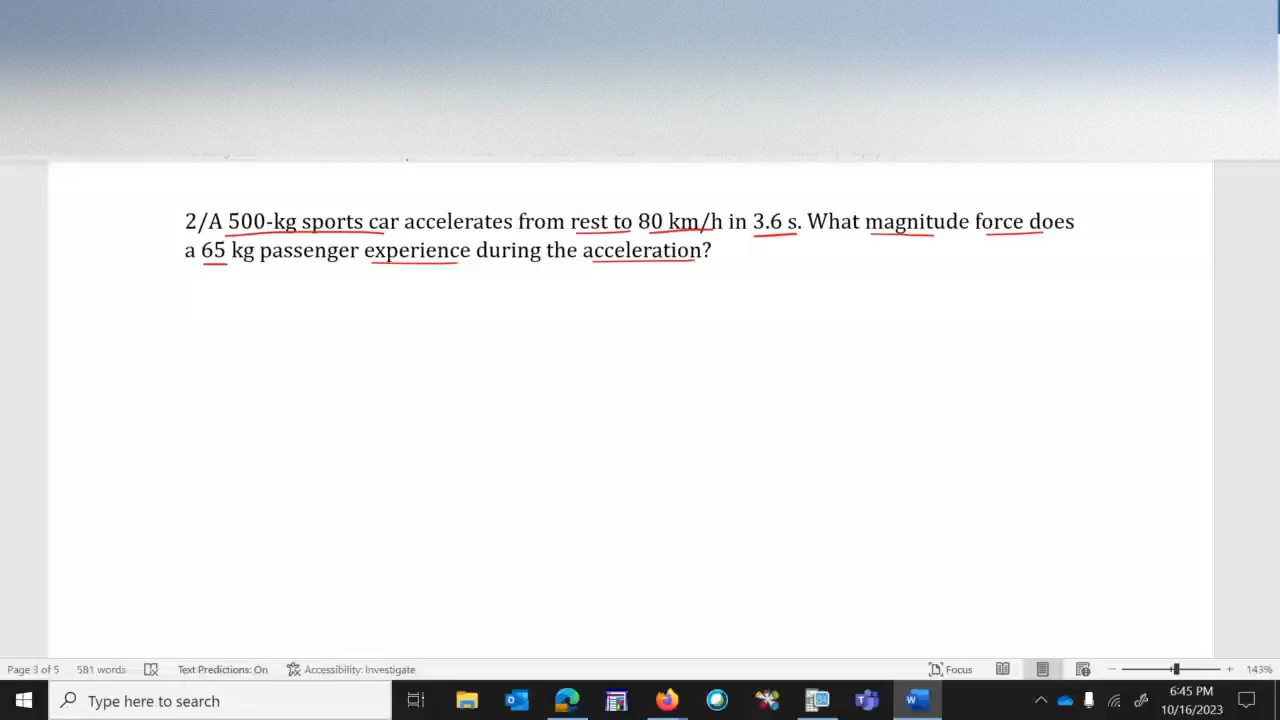 2/A 500-kg sports car accelerates from rest to 80 km/h in 3.6 s. What magnitude force does
a 65 kg passenger experience during the acceleration?
Page 3 of 5 581 words Text Predictions: On Accessibility: Investigate Focus 143%
Type here to search 6:45 PM
10/16/2023